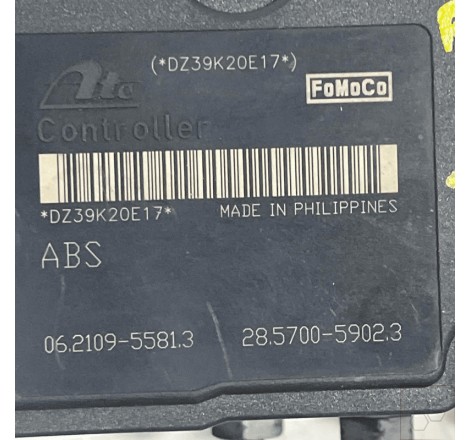 (*DZ39K20E17*)
Ate
FoMoCo
Controller
*DZ39K20E17* MADE IN PHILIPPINES
ABS
06.2109-5581.3 28.5700-5902.3